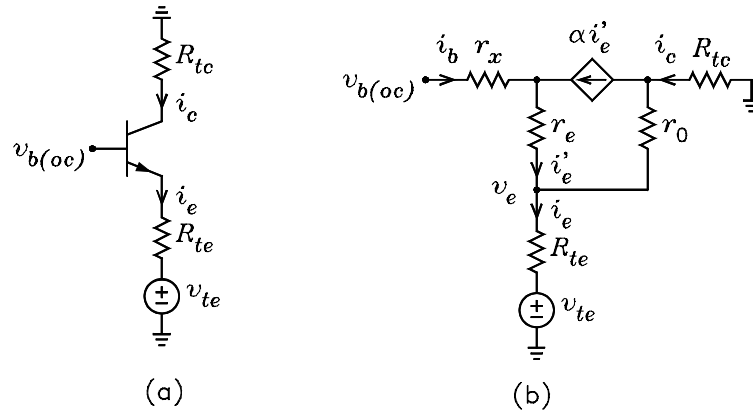 R_tc
i_c
v_b(oc)
i_e
R_te
v_te
(a)
i_b r_x αi'_e i_c R_tc
v_b(oc)
r_e r_0
i'_e
v_e
i_e
R_te
v_te
(b)